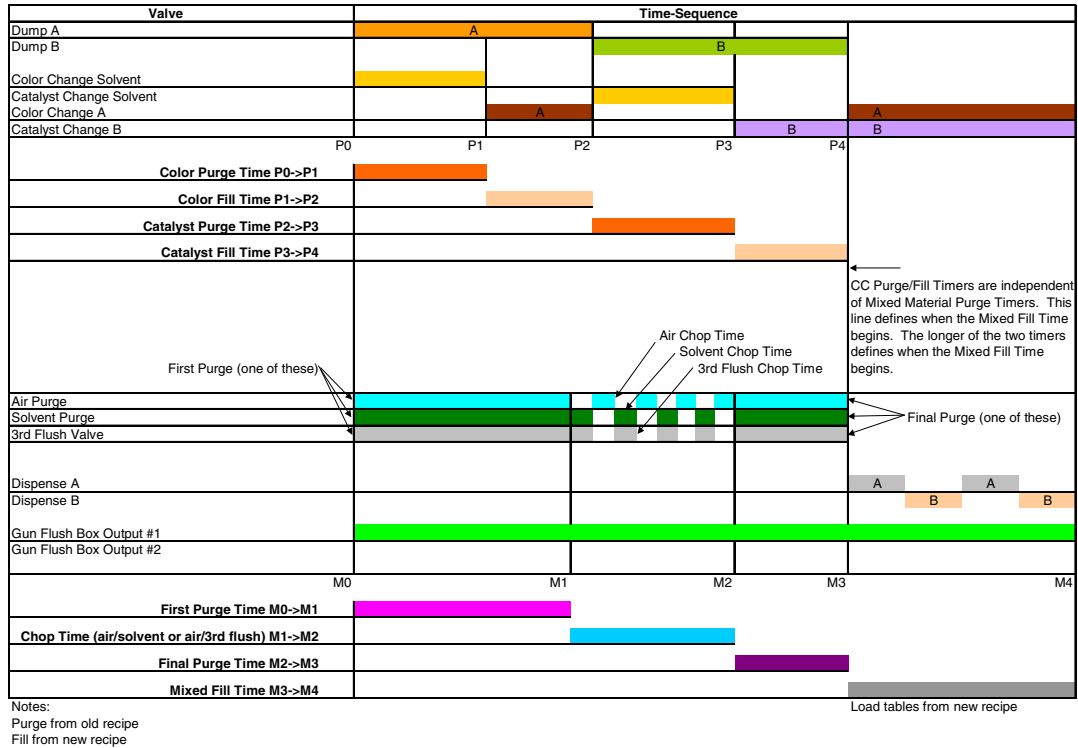 Valve Time-Sequence
Dump A A
Dump B B
Color Change Solvent
Catalyst Change Solvent
Color Change A A A
Catalyst Change B B B
P0 P1 P2 P3 P4
Color Purge Time P0->P1
Color Fill Time P1->P2
Catalyst Purge Time P2->P3
Catalyst Fill Time P3->P4
CC Purge/Fill Timers are independent
of Mixed Material Purge Timers. This
line defines when the Mixed Fill Time
begins. The longer of the two timers
defines when the Mixed Fill Time
begins.
Air Chop Time
Solvent Chop Time
First Purge (one of these) 3rd Flush Chop Time
Air Purge
Solvent Purge Final Purge (one of these)
3rd Flush Valve
Dispense A A A
Dispense B B B
Gun Flush Box Output #1
Gun Flush Box Output #2
M0 M1 M2 M3 M4
First Purge Time M0->M1
Chop Time (air/solvent or air/3rd flush) M1->M2
Final Purge Time M2->M3
Mixed Fill Time M3->M4
Notes: Load tables from new recipe
Purge from old recipe
Fill from new recipe